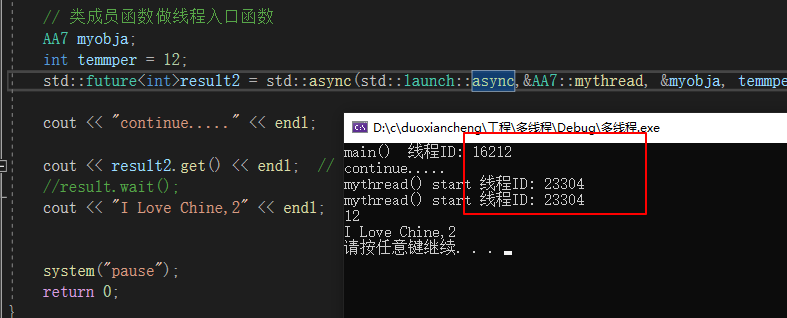 // 类成员函数做线程入口函数
AA7 myobja;
int temmper = 12;
std::future<int>result2 = std::async(std::launch::async,&AA7::mythread, &myobja, temmpe
cout << "continue....." << endl;
cout << result2.get() << endl; //
//result.wait();
cout << "I Love Chine,2" << endl;
system("pause");
return 0;
}
D:\c\duoxiancheng\工程\多线程\Debug\多线程.exe
main() 线程ID: 16212
continue.....
mythread() start 线程ID: 23304
mythread() start 线程ID: 23304
12
I Love Chine,2
请按任意键继续. . .